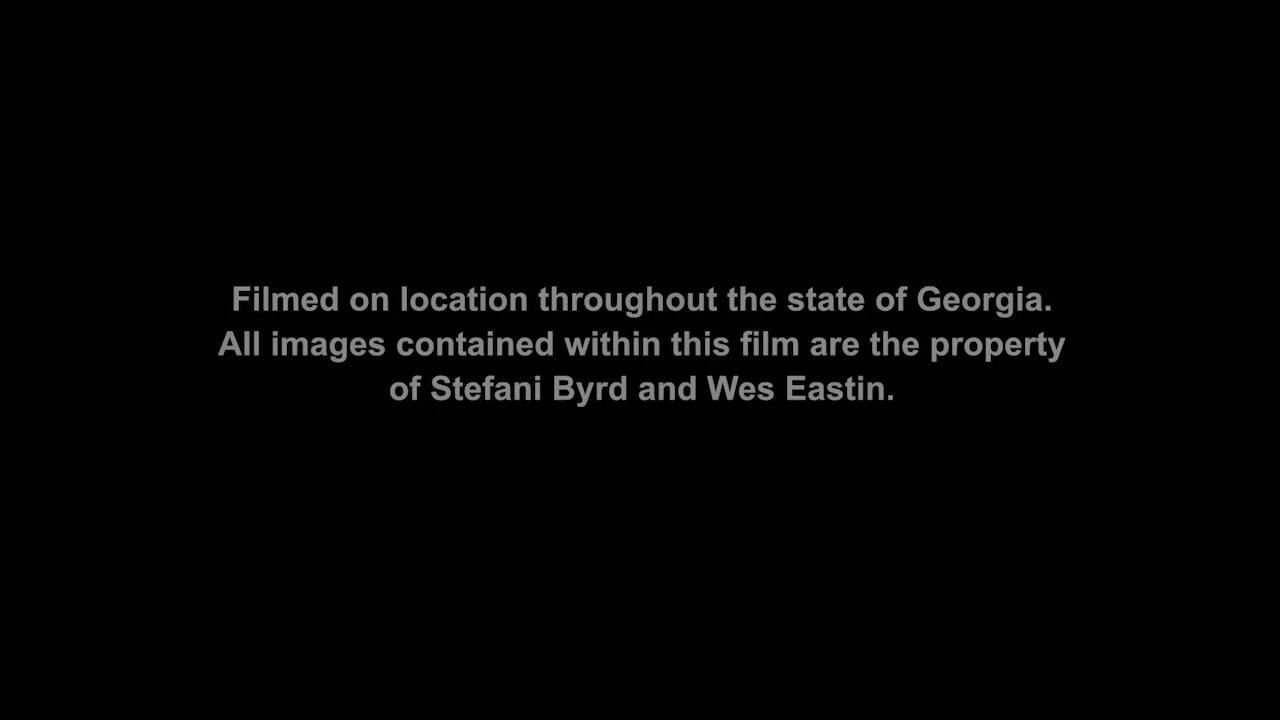 Filmed on location throughout the state of Georgia.
All images contained within this film are the property
of Stefani Byrd and Wes Eastin.